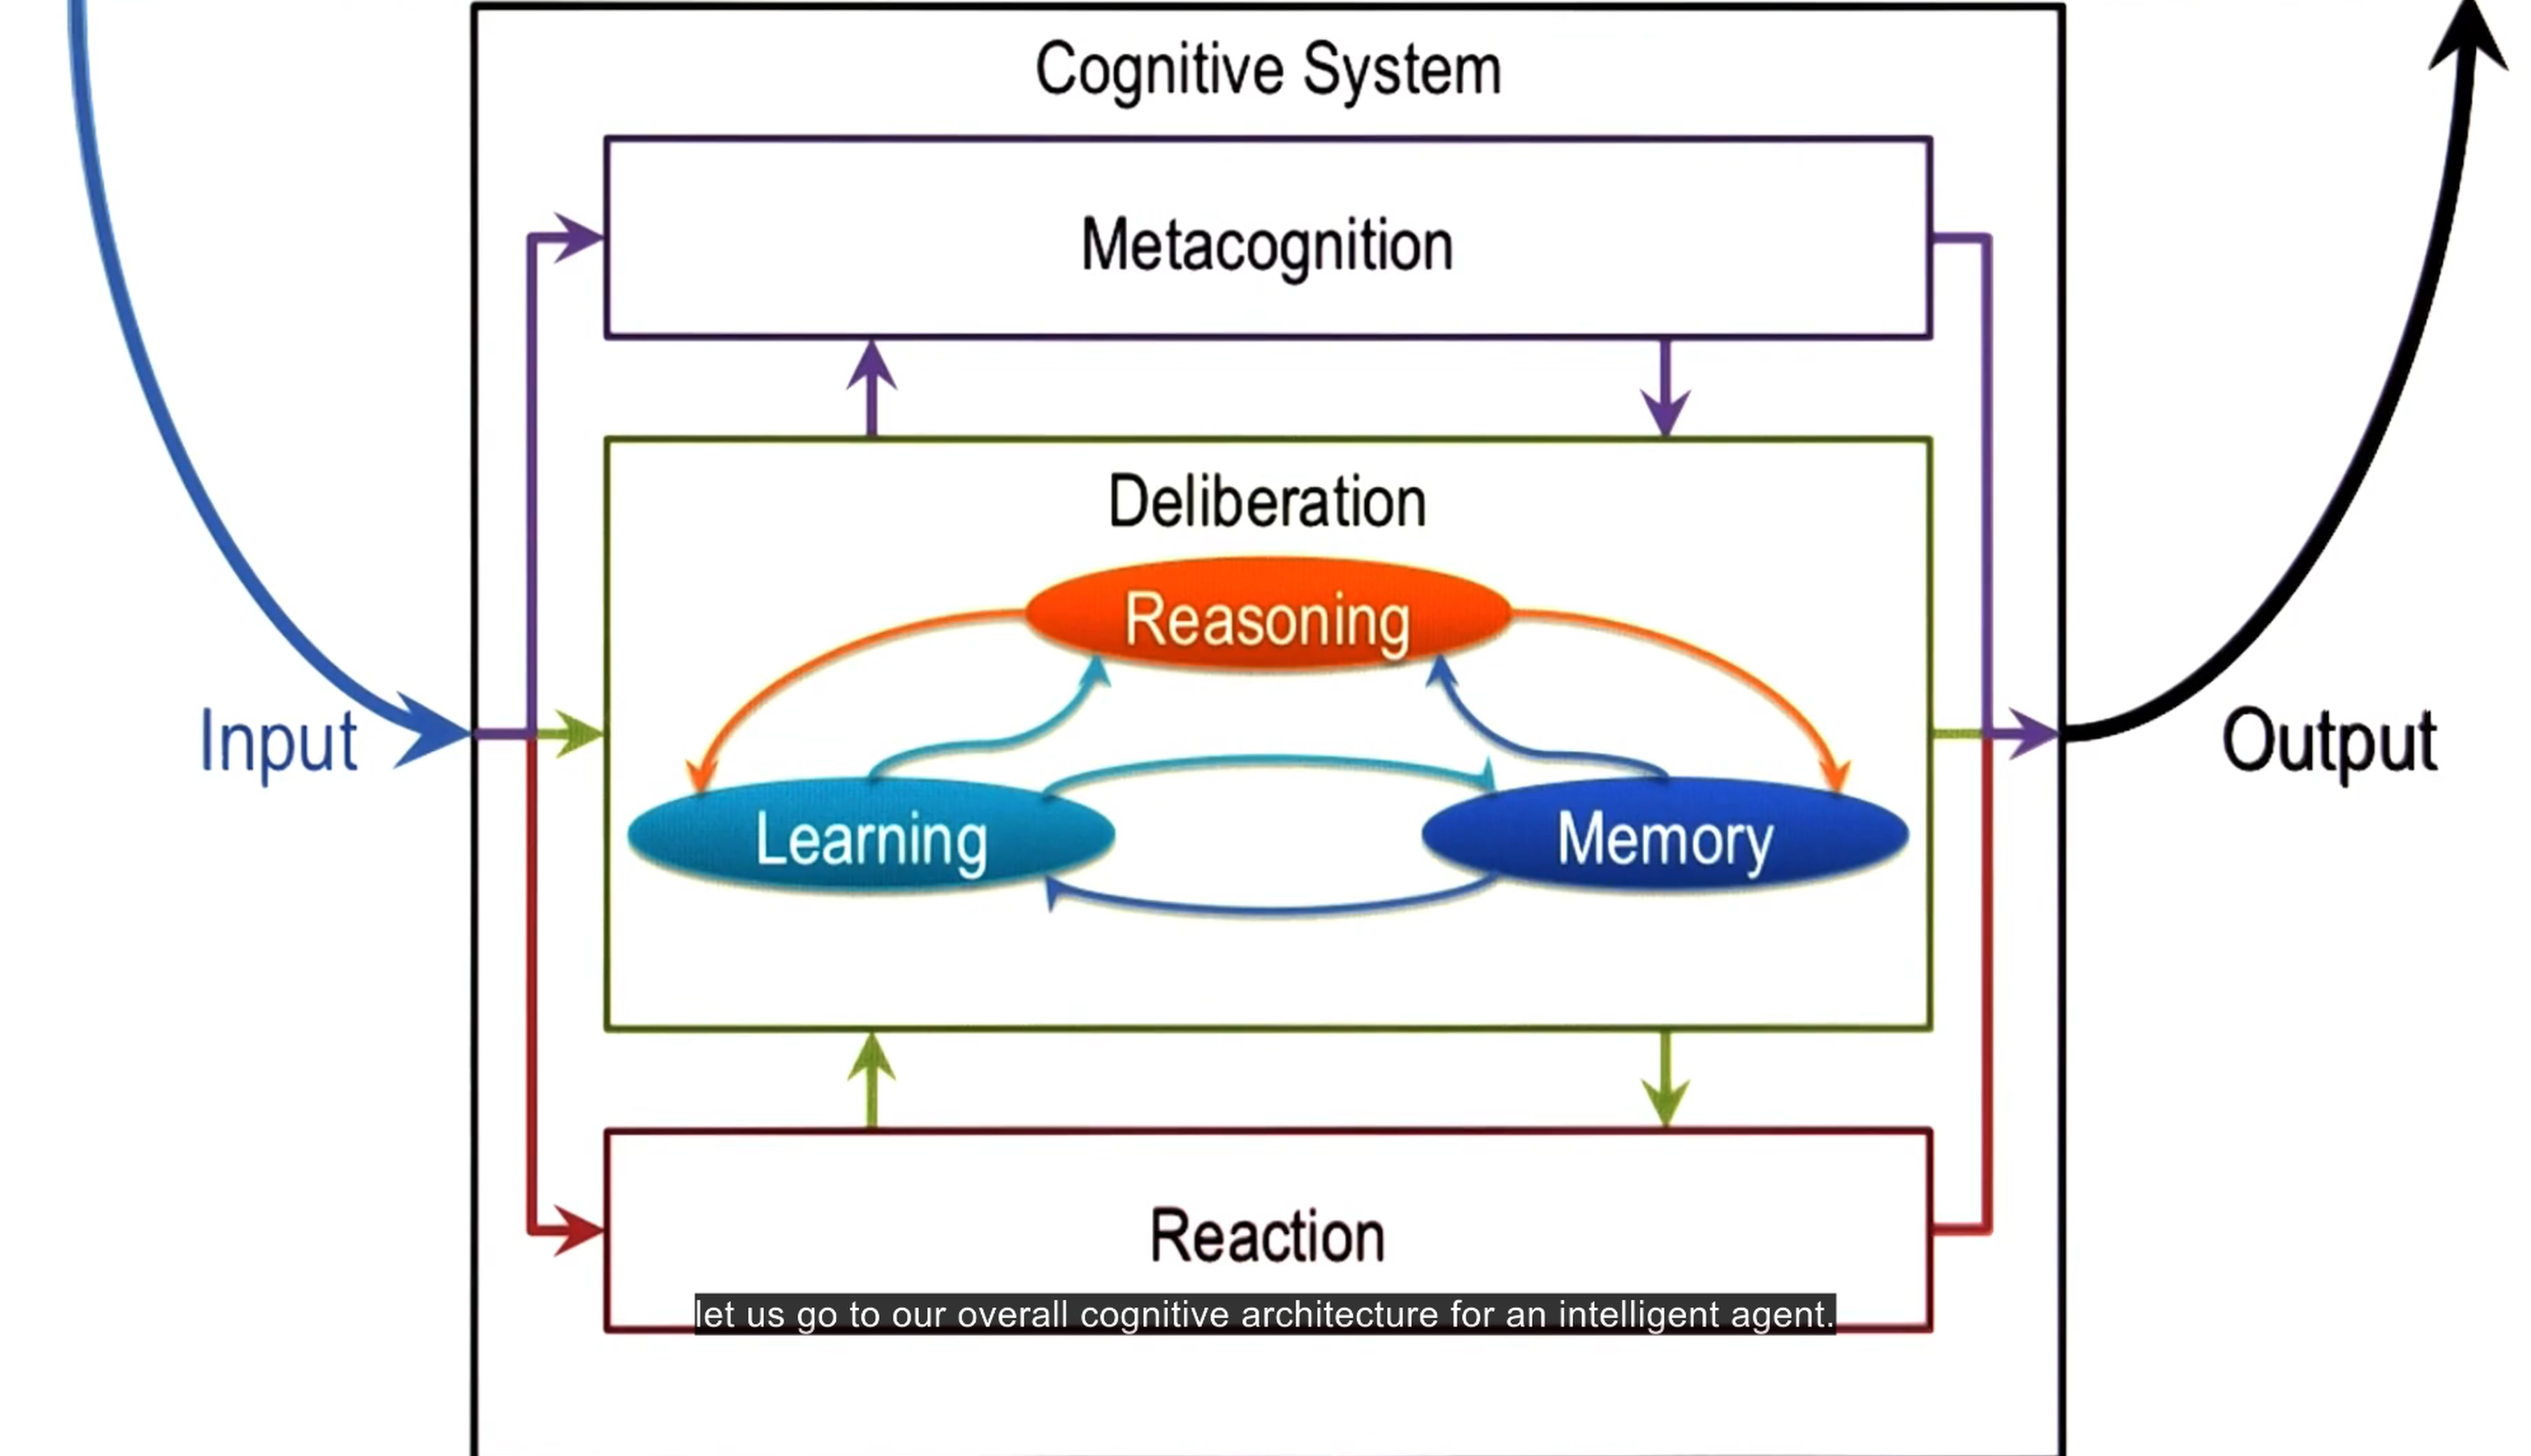 Cognitive System
Metacognition
Deliberation
Reasoning
Input
Output
Learning
Memory
Reaction
let us go to our overall cognitive architecture for an intelligent agent.